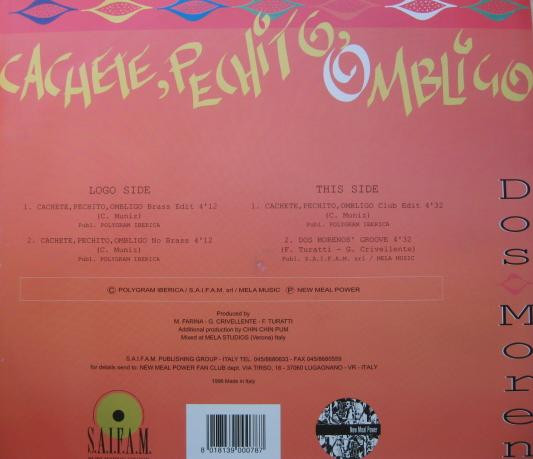 CACHETE, PECHITO, OMBLIGO
LOGO SIDE
1. CACHETE,PECHITO,OMBLIGO Brass Edit 4'12
(C. Muniz)
Publ. POLYGRAM IBERICA
2. CACHETE,PECHITO,OMBLIGO No Brass 4'12
(C. Muniz)
Publ. POLYGRAM IBERICA
THIS SIDE
1. CACHETE,PECHITO,OMBLIGO Club Edit 4'32
(C. Muniz)
Publ. POLYGRAM IBERICA
2. DOS MORENOS' GROOVE 4'32
(F. Turatti - G. Crivellente)
Publ. S.A.I.F.A.M. srl / MELA MUSIC
Dos Moren
© POLYGRAM IBERICA / S.A.I.F.A.M. srl / MELA MUSIC ℗ NEW MEAL POWER
Produced by
M. FARINA - G. CRIVELLENTE - F. TURATTI
Additional production by CHIN CHIN PUM
Mixed at MELA STUDIOS (Verona) Italy
S.A.I.F.A.M. PUBLISHING GROUP - ITALY TEL. 045/8680633 - FAX 045/8680559
for details send to: NEW MEAL POWER FAN CLUB dept. VIA TIRSO, 16 - 37060 LUGAGNANO - VR - ITALY
1996 Made in Italy
S.A.I.F.A.M.
8 018139 000787
New Meal Power